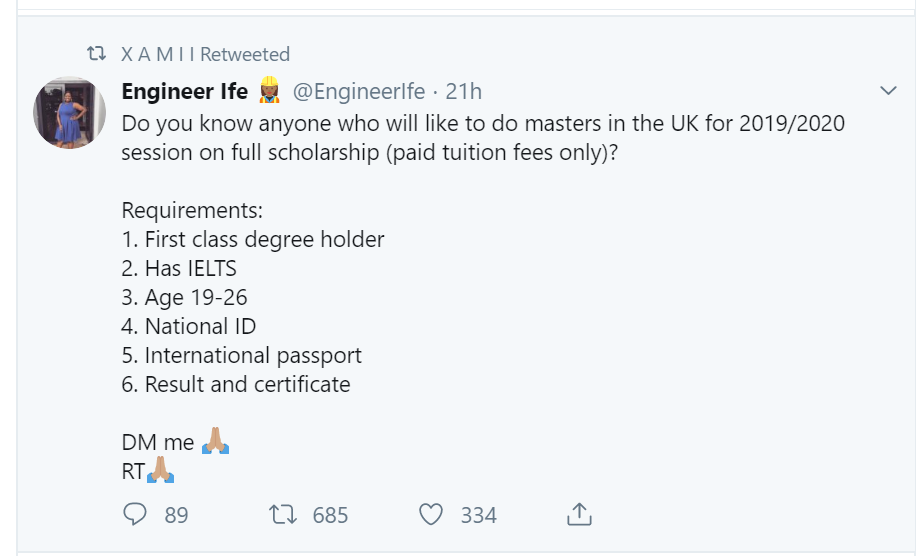 X A M I I Retweeted
Engineer Ife 👷🏾‍♀️ @EngineerIfe · 21h
Do you know anyone who will like to do masters in the UK for 2019/2020
session on full scholarship (paid tuition fees only)?
Requirements:
1. First class degree holder
2. Has IELTS
3. Age 19-26
4. National ID
5. International passport
6. Result and certificate
DM me 🙏🏽
RT🙏🏽
89 685 334